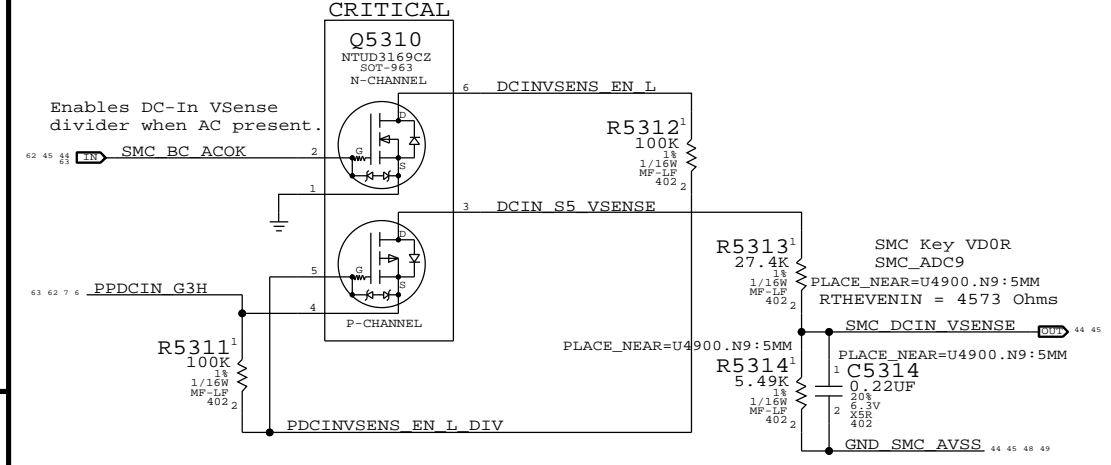 CRITICAL
Q5310
NTUD3169CZ
SOT-963
N-CHANNEL
6
DCINVSENS_EN_L
Enables DC-In VSense
divider when AC present.
62 45 44
63
IN
SMC_BC_ACOK
2
G
D
S
1
R5312
1
100K
1%
1/16W
MF-LF
402
2
3
DCIN_S5_VSENSE
D
G
S
5
63 62 7 6
PPDCIN_G3H
4
P-CHANNEL
R5313
1
27.4K
1%
1/16W
MF-LF
402
2
SMC Key VD0R
SMC_ADC9
PLACE_NEAR=U4900.N9:5MM
RTHEVENIN = 4573 Ohms
SMC_DCIN_VSENSE
OUT
44 45
R5311
1
100K
1%
1/16W
MF-LF
402
2
PLACE_NEAR=U4900.N9:5MM
R5314
1
5.49K
1%
1/16W
MF-LF
402
2
PLACE_NEAR=U4900.N9:5MM
1
C5314
0.22UF
20%
6.3V
X5R
402
2
PDCINVSENS_EN_L_DIV
GND_SMC_AVSS
44 45 48 49